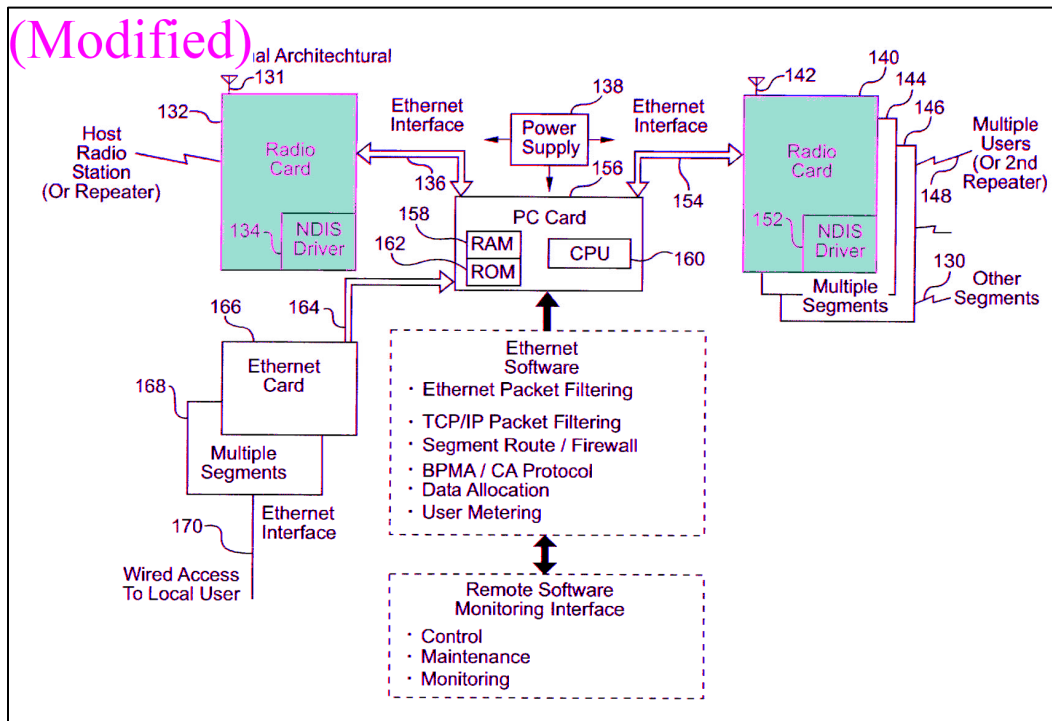 (Modified)
nal Architechtural
131
132
Host
Radio
Station
(Or Repeater)
Radio
Card
134
NDIS
Driver
Ethernet
Interface
136
138
Power
Supply
Ethernet
Interface
154
156
PC Card
158
RAM
162
ROM
CPU
160
142
140
144
146
Radio
Card
152
NDIS
Driver
Multiple
Segments
Multiple
Users
(Or 2nd
Repeater)
148
130
Other
Segments
164
166
Ethernet
Card
168
Multiple
Segments
Ethernet
Interface
170
Wired Access
To Local User
Ethernet
Software
· Ethernet Packet Filtering
· TCP/IP Packet Filtering
· Segment Route / Firewall
· BPMA / CA Protocol
· Data Allocation
· User Metering
Remote Software
Monitoring Interface
· Control
· Maintenance
· Monitoring